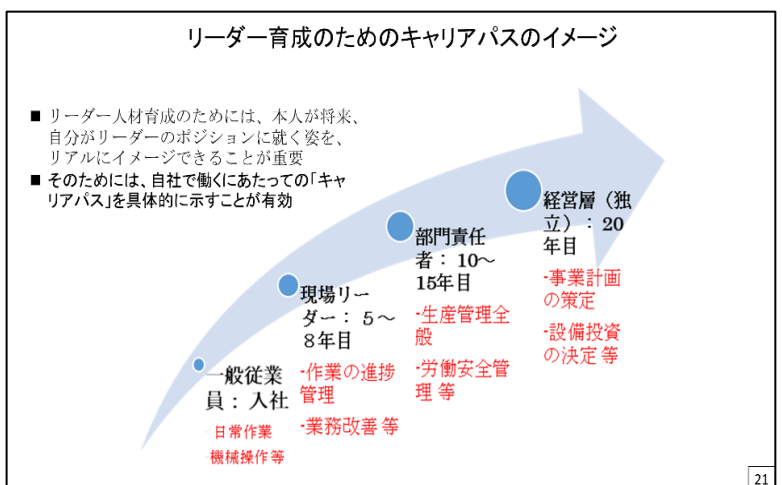 リーダー育成のためのキャリアパスのイメージ
■ リーダー人材育成のためには、本人が将来、
自分がリーダーのポジションに就く姿を、
リアルにイメージできることが重要
■ そのためには、自社で働くにあたっての「キャ
リアパス」を具体的に示すことが有効
一般従業
員：入社
-日常作業
-機械操作等
現場リー
ダー：５～
８年目
-作業の進捗
管理
-業務改善 等
部門責任
者：10～
15年目
-生産管理全
般
-労働安全管
理 等
経営層（独
立）：20
年目
-事業計画
の策定
-設備投資
の決定 等
21